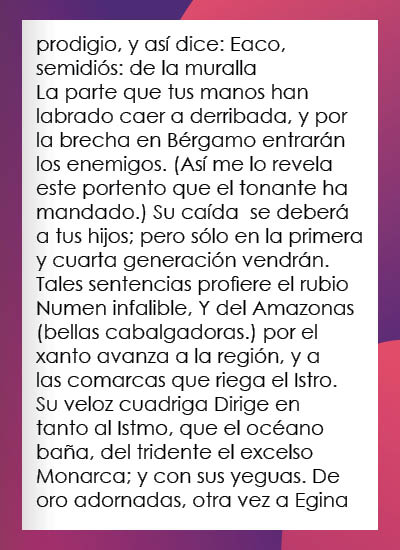 prodigio, y así dice: Eaco,
semidiós: de la muralla
La parte que tus manos han
labrado caer a derribada, y por
la brecha en Bérgamo entrarán
los enemigos. (Así me lo revela
este portento que el tonante ha
mandado.) Su caída  se deberá
a tus hijos; pero sólo en la primera
y cuarta generación vendrán.
Tales sentencias profiere el rubio
Numen infalible, Y del Amazonas
(bellas cabalgadoras.) por el
xanto avanza a la región, y a
las comarcas que riega el Istro.
Su veloz cuadriga Dirige en
tanto al Istmo, que el océano
baña, del tridente el excelso
Monarca; y con sus yeguas. De
oro adornadas, otra vez a Egina